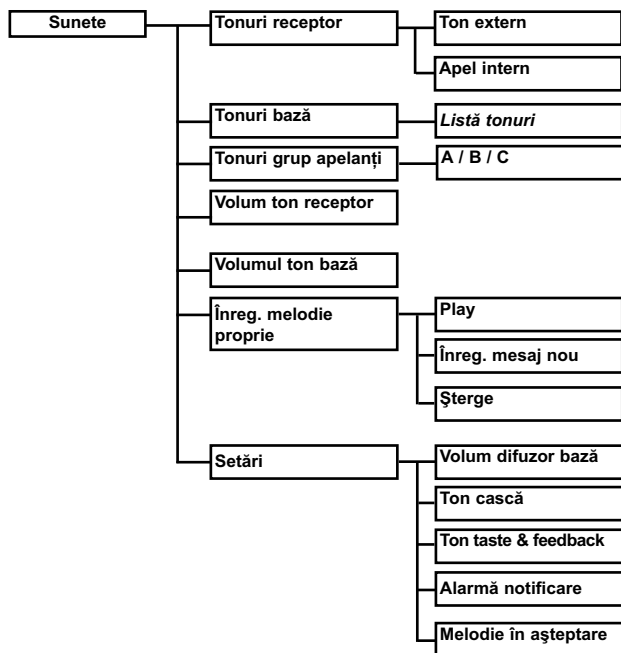 Sunete
Tonuri receptor
Ton extern
Apel intern
Tonuri bază
Listă tonuri
Tonuri grup apelanți
A / B / C
Volum ton receptor
Volumul ton bază
Înreg. melodie
proprie
Play
Înreg. mesaj nou
Şterge
Setări
Volum difuzor bază
Ton cască
Ton taste & feedback
Alarmă notificare
Melodie în aşteptare